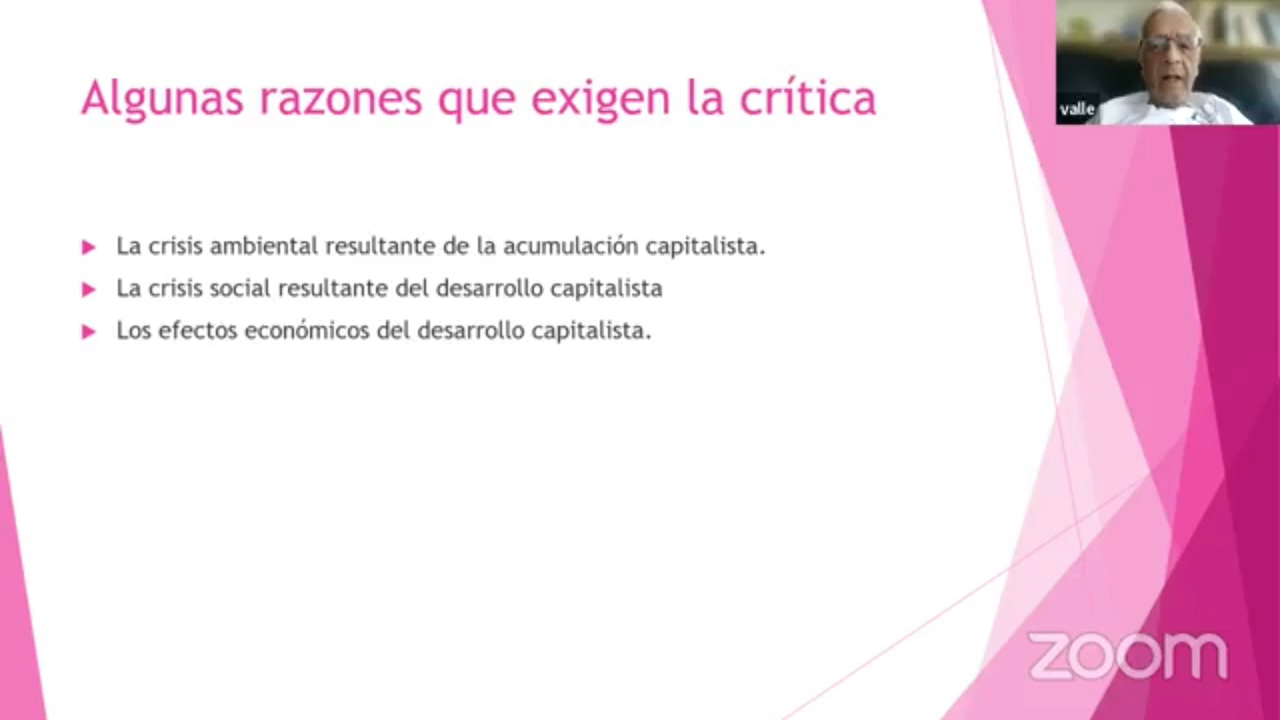 Algunas razones que exigen la crítica
valle
La crisis ambiental resultante de la acumulación capitalista.
La crisis social resultante del desarrollo capitalista
Los efectos económicos del desarrollo capitalista.
zoom